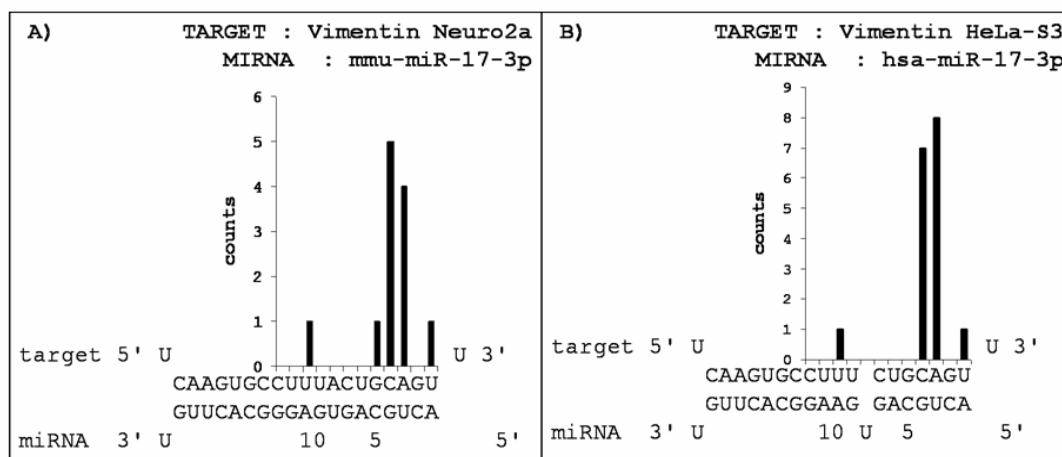 A)
TARGET : Vimentin Neuro2a
MIRNA : mmu-miR-17-3p
6
5
4
3
2
1
0
counts
target 5' U U 3'
CAAGUGCCUUUACUGCAGU
GUUCACGGGAGUGACGUCA
miRNA 3' U 10 5 5'
B)
TARGET : Vimentin HeLa-S3
MIRNA : hsa-miR-17-3p
9
8
7
6
5
4
3
2
1
0
counts
target 5' U U 3'
CAAGUGCCUUU CUGCAGU
GUUCACGGAAG GACGUCA
miRNA 3' U 10 U 5 5'